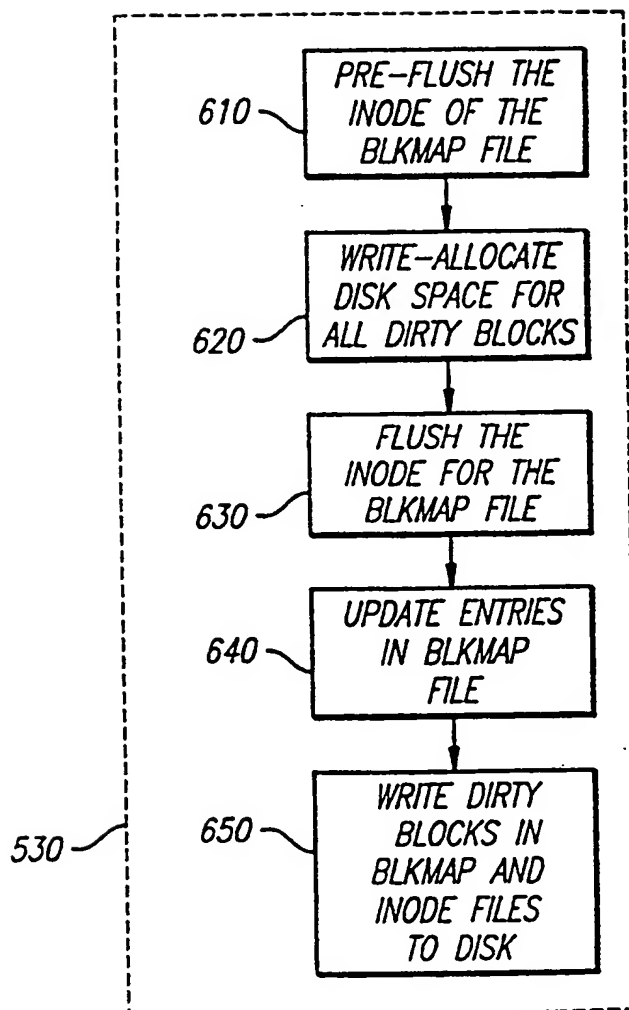 610
PRE-FLUSH THE
INODE OF THE
BLKMAP FILE
620
WRITE-ALLOCATE
DISK SPACE FOR
ALL DIRTY BLOCKS
630
FLUSH THE
INODE FOR THE
BLKMAP FILE
640
UPDATE ENTRIES
IN BLKMAP
FILE
530
650
WRITE DIRTY
BLOCKS IN
BLKMAP AND
INODE FILES
TO DISK